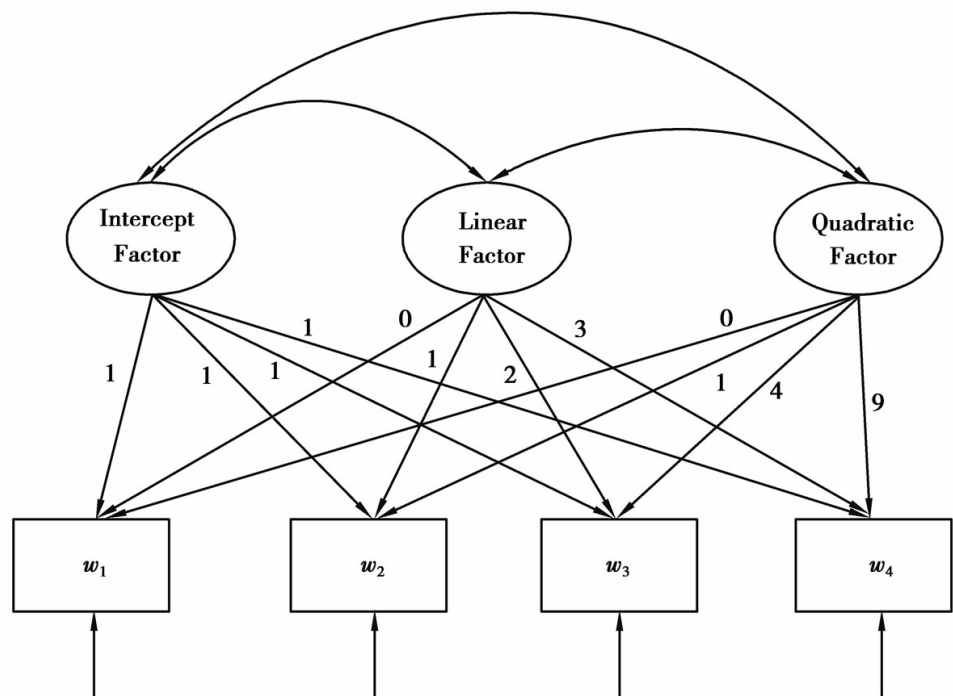 Intercept
Factor
Linear
Factor
Quadratic
Factor
1
1
1
1
0
1
2
3
0
1
4
9
w₁
w₂
w₃
w₄